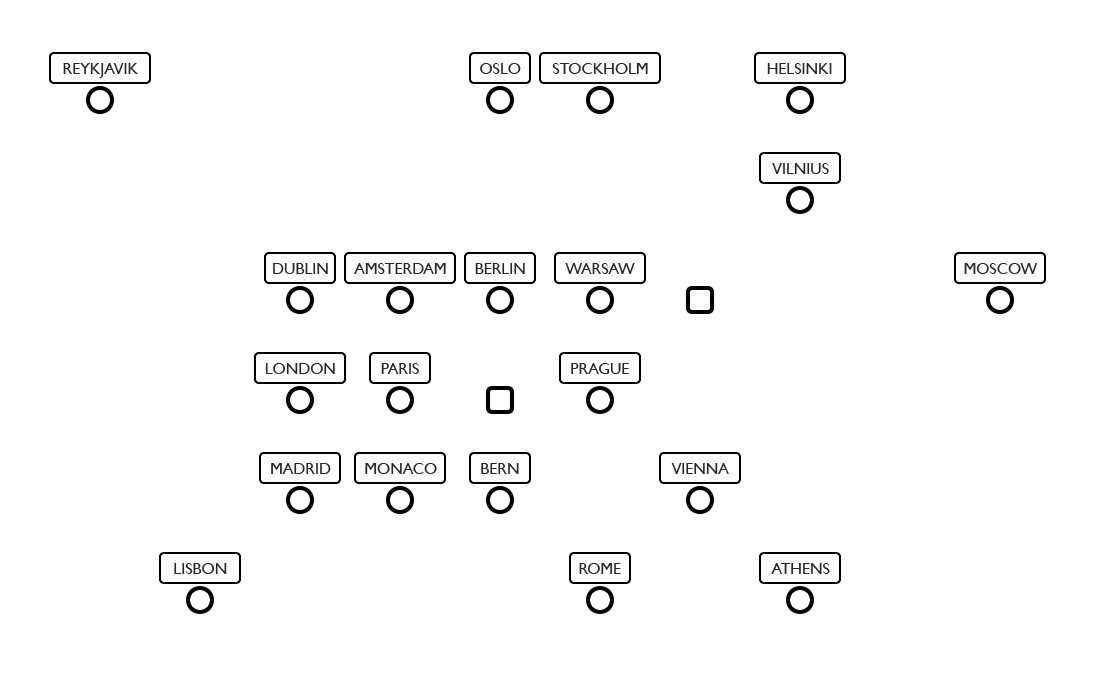 REYKJAVIK
OSLO
STOCKHOLM
HELSINKI
VILNIUS
DUBLIN
AMSTERDAM
BERLIN
WARSAW
MOSCOW
LONDON
PARIS
PRAGUE
MADRID
MONACO
BERN
VIENNA
LISBON
ROME
ATHENS